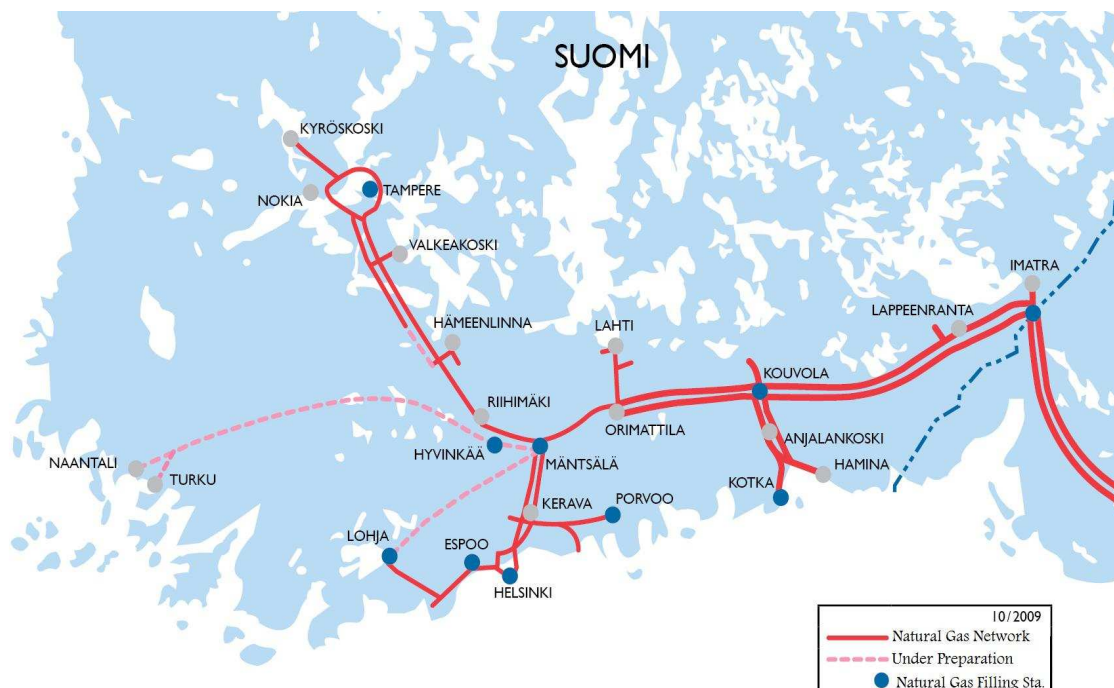 SUOMI
KYRÖSKOSKI
NOKIA
TAMPERE
VALKEAKOSKI
IMATRA
LAPPEENRANTA
HÄMEENLINNA
LAHTI
KOUVOLA
RIIHIMÄKI
ORIMATTILA
ANJALANKOSKI
HYVINKÄÄ
MÄNTSÄLÄ
NAANTALI
TURKU
HAMINA
KOTKA
KERAVA
PORVOO
LOHJA
ESPOO
HELSINKI
10/2009
Natural Gas Network
Under Preparation
Natural Gas Filling Sta.